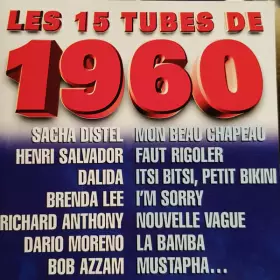 LES 15 TUBES DE
1960
SACHA DISTEL MON BEAU CHAPEAU
HENRI SALVADOR FAUT RIGOLER
DALIDA ITSI BITSI, PETIT BIKINI
BRENDA LEE I'M SORRY
RICHARD ANTHONY NOUVELLE VAGUE
DARIO MORENO LA BAMBA
BOB AZZAM MUSTAPHA...